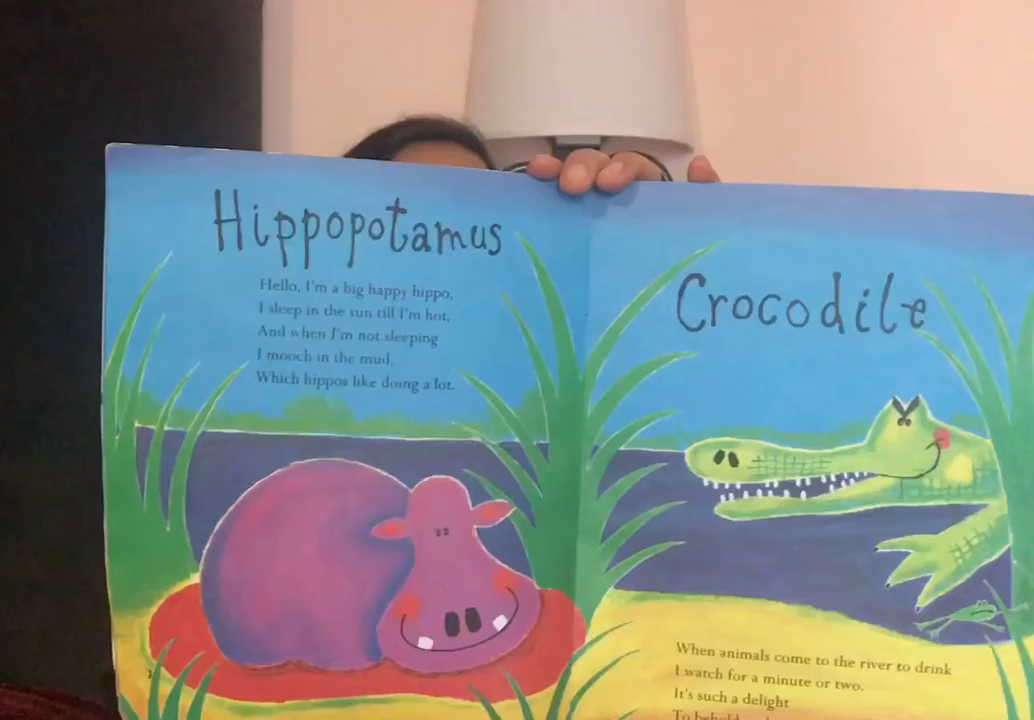 Hippopotamus
Hello, I'm a big happy hippo,
I sleep in the sun till I'm hot,
And when I'm not sleeping
I mooch in the mud,
Which hippos like doing a lot.
Crocodile
When animals come to the river to drink
I watch for a minute or two.
It's such a delight
To behold